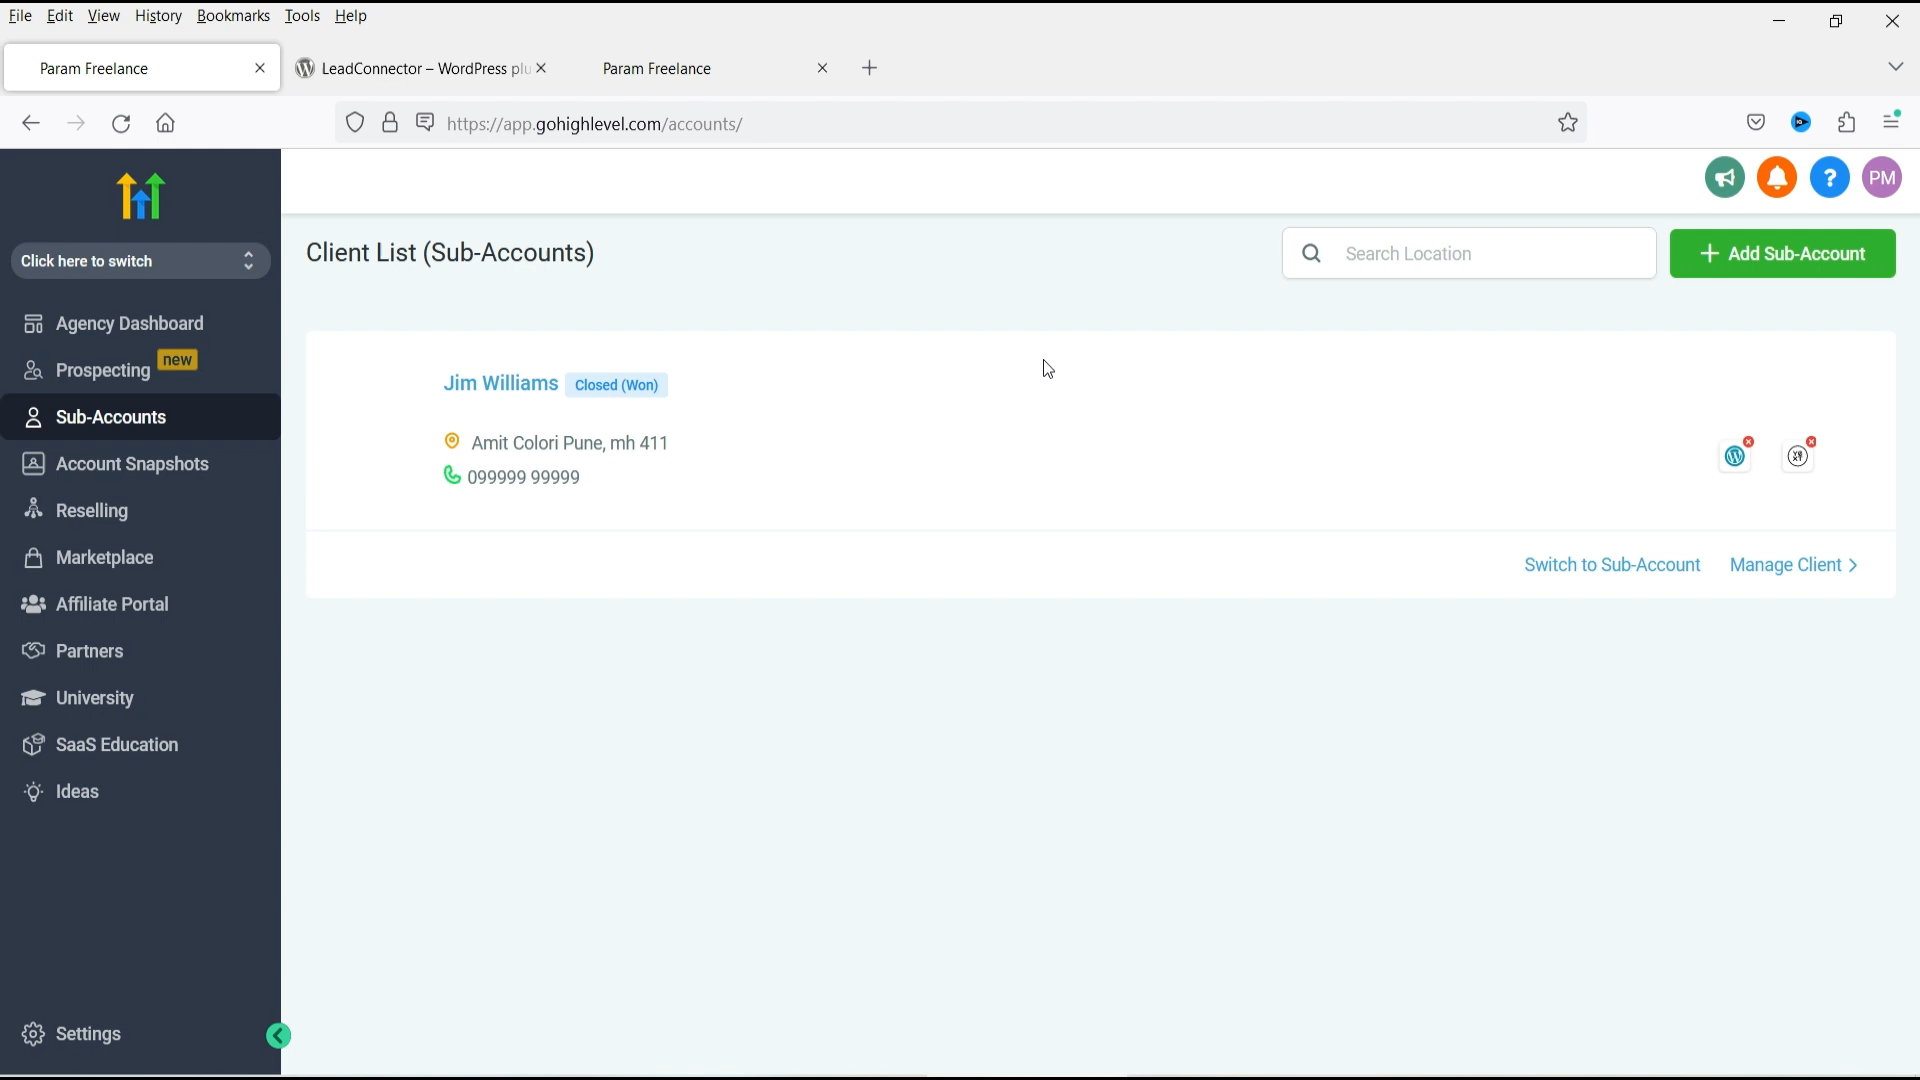 File Edit View History Bookmarks Tools Help
Param Freelance
LeadConnector – WordPress plu
Param Freelance
https://app.gohighlevel.com/accounts/
PM
Click here to switch
Client List (Sub-Accounts)
Search Location
Add Sub-Account
Agency Dashboard
Prospecting new
Sub-Accounts
Account Snapshots
Reselling
Marketplace
Affiliate Portal
Partners
University
SaaS Education
Ideas
Settings
Jim Williams Closed (Won)
Amit Colori Pune, mh 411
099999 99999
Switch to Sub-Account Manage Client